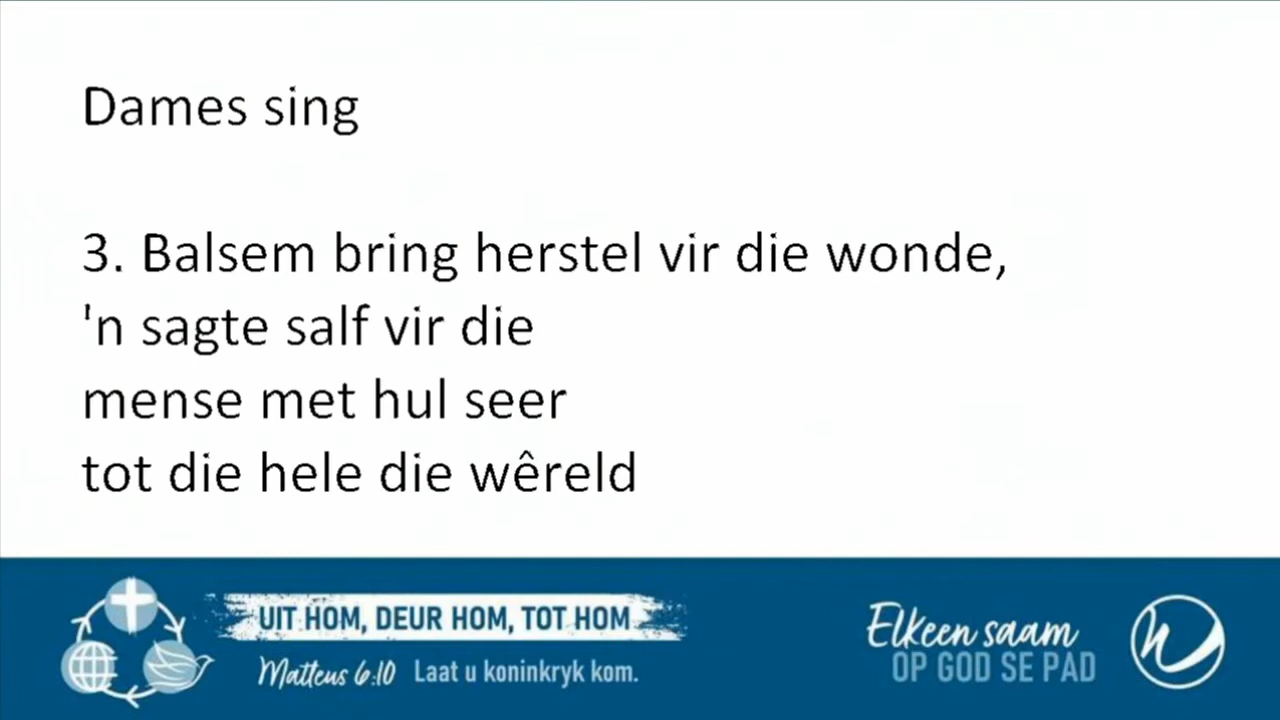 Dames sing
3. Balsem bring herstel vir die wonde,
'n sagte salf vir die
mense met hul seer
tot die hele die wêreld
UIT HOM, DEUR HOM, TOT HOM
Matteus 6:10 Laat u koninkryk kom.
Elkeen saam
OP GOD SE PAD